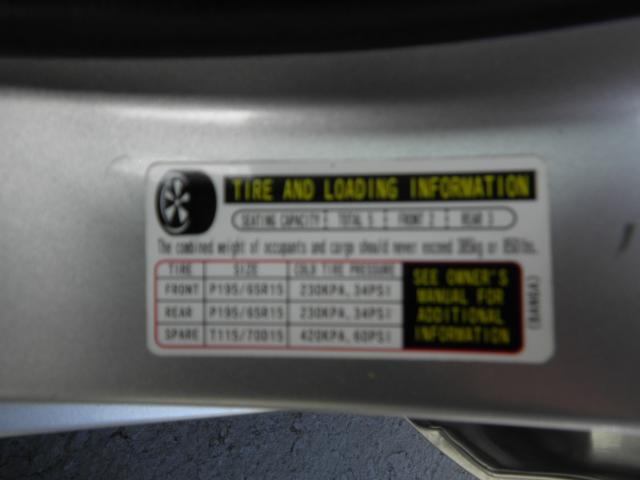 TIRE AND LOADING INFORMATION
SEATING CAPACITY TOTAL 5 FRONT 2 REAR 3
The combined weight of occupants and cargo should never exceed 385kg or 850lbs.
TIRE SIZE COLD TIRE PRESSURE
FRONT P195/65R15 230KPA, 34PSI
REAR P195/65R15 230KPA, 34PSI
SPARE T115/70D15 420KPA, 60PSI
SEE OWNER'S
MANUAL FOR
ADDITIONAL
INFORMATION